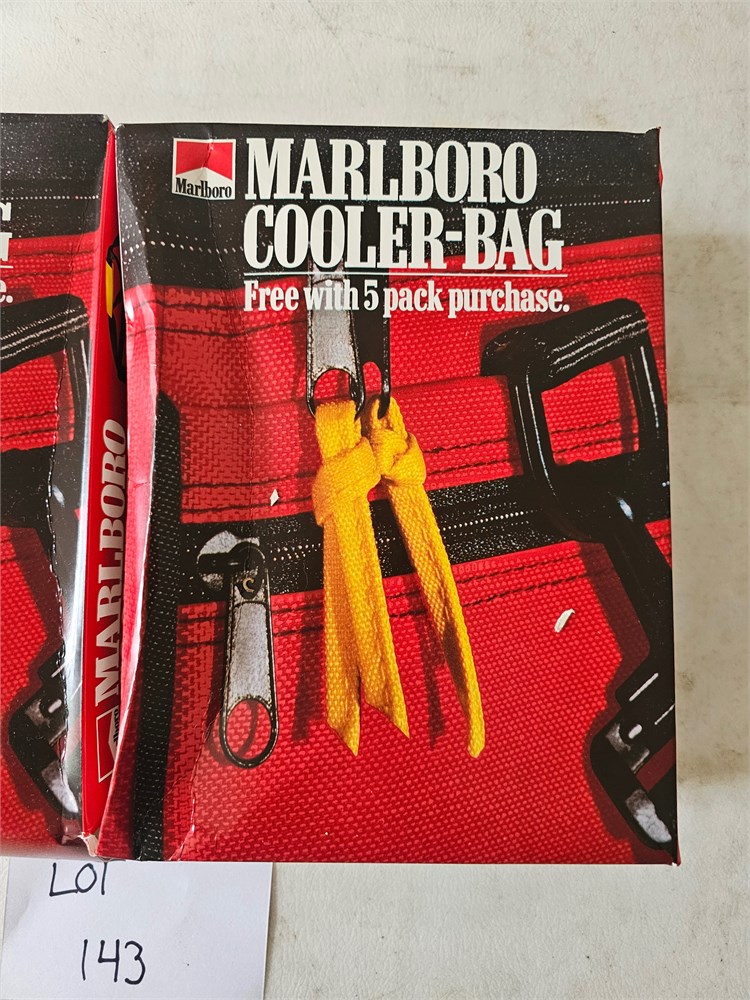 Marlboro
MARLBORO
COOLER-BAG
Free with 5 pack purchase.
MARLBORO
LOT
143